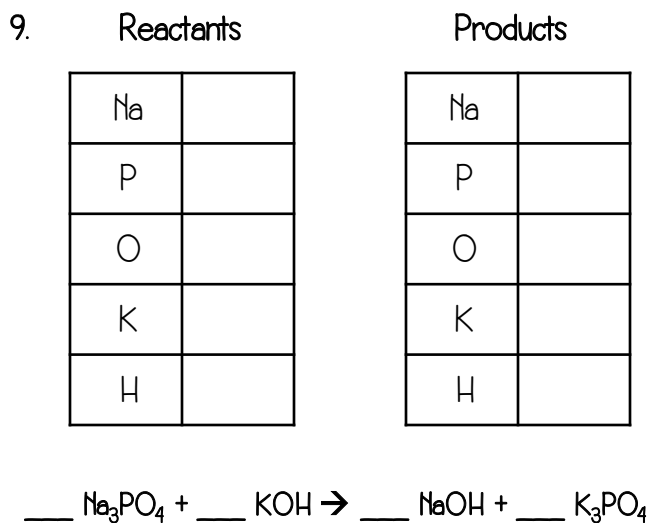 9. Reactants Products
Na Na
P P
O O
K K
H H
___ Na₃PO₄ + ___ KOH → ___ NaOH + ___ K₃PO₄